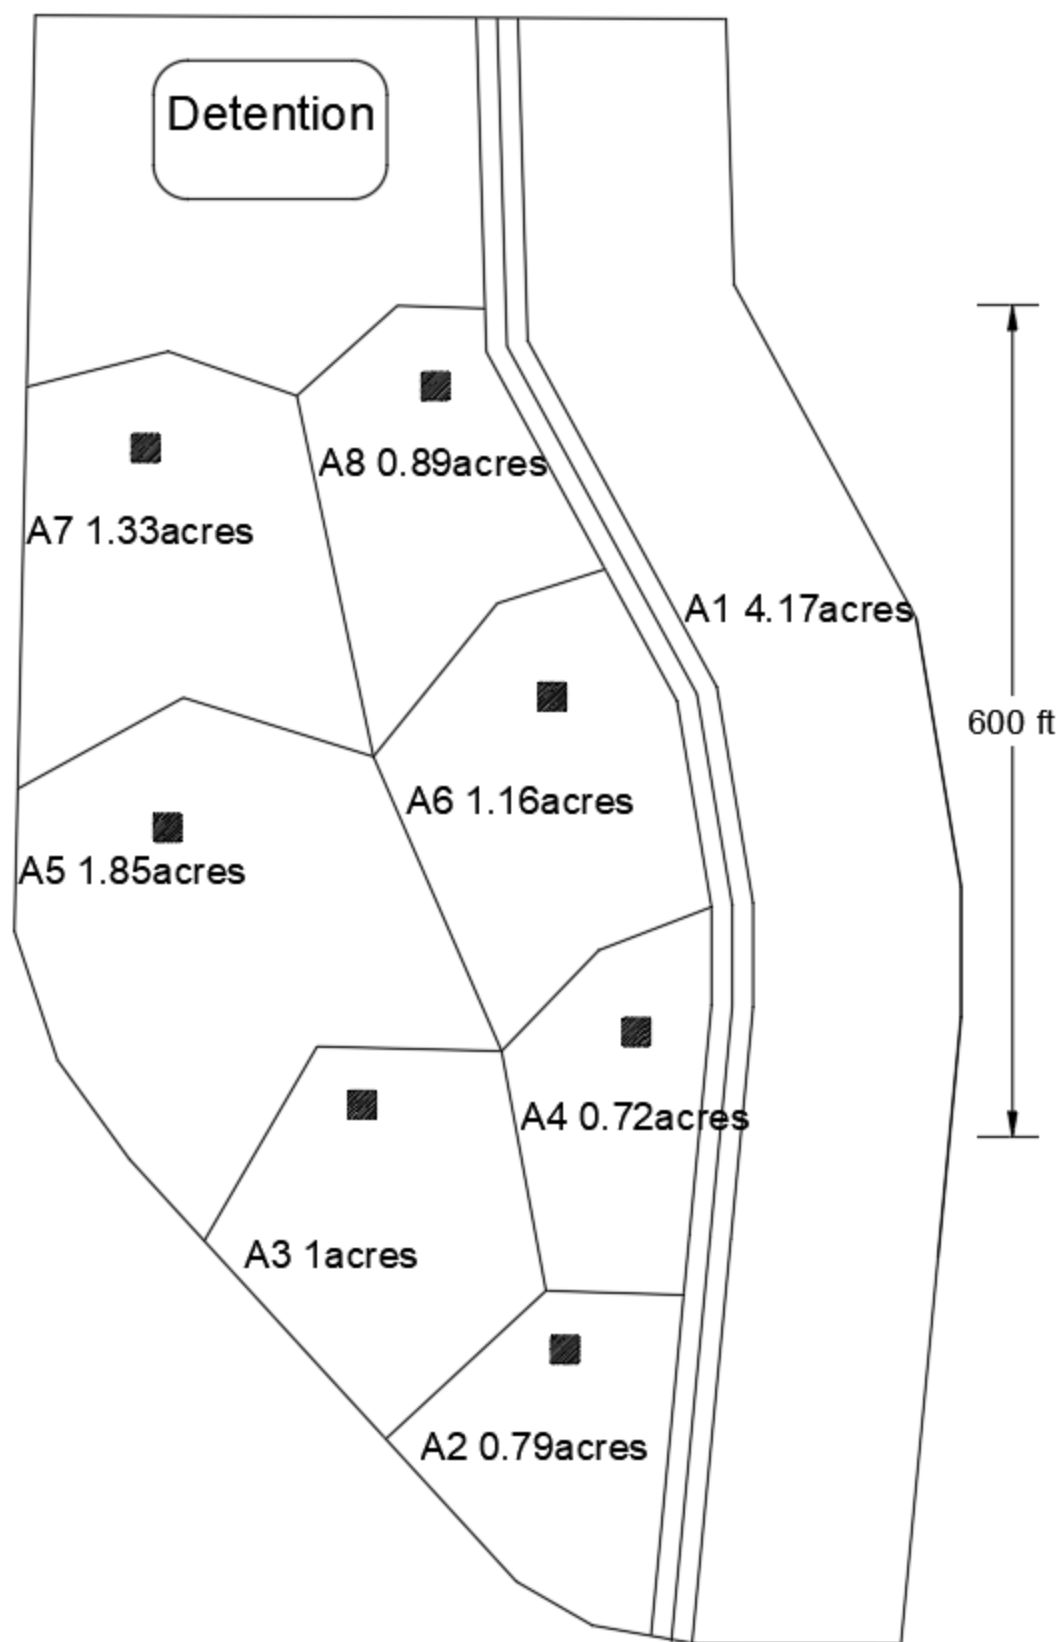 Detention
A8 0.89acres
A7 1.33acres
A1 4.17acres
600 ft
A6 1.16acres
A5 1.85acres
A4 0.72acres
A3 1acres
A2 0.79acres